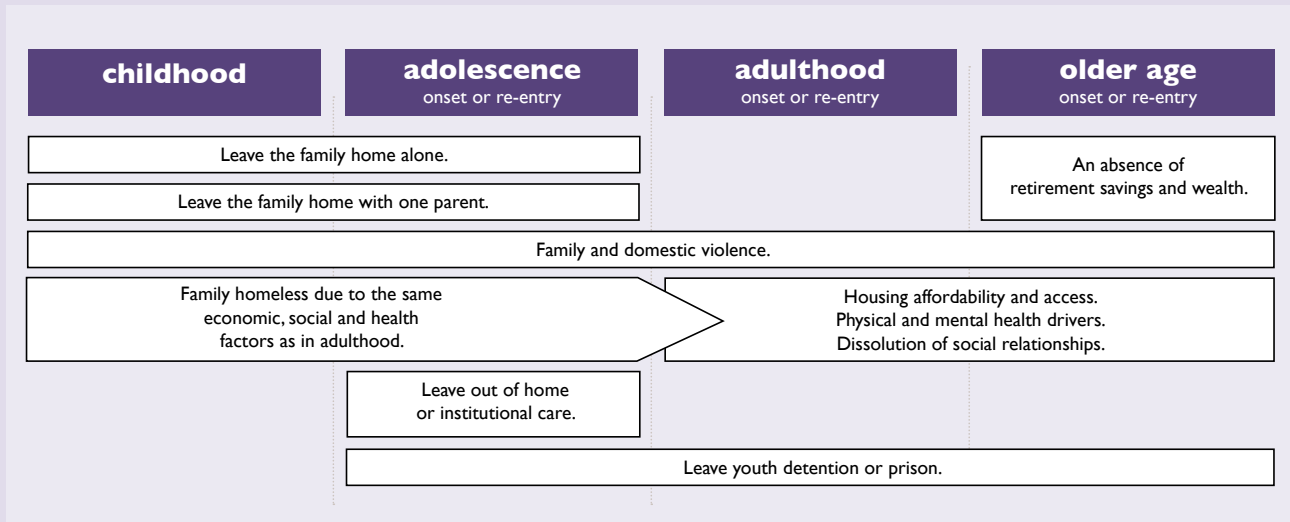 childhood
adolescence
onset or re-entry
adulthood
onset or re-entry
older age
onset or re-entry
Leave the family home alone.
An absence of
retirement savings and wealth.
Leave the family home with one parent.
Family and domestic violence.
Family homeless due to the same
economic, social and health
factors as in adulthood.
Housing affordability and access.
Physical and mental health drivers.
Dissolution of social relationships.
Leave out of home
or institutional care.
Leave youth detention or prison.